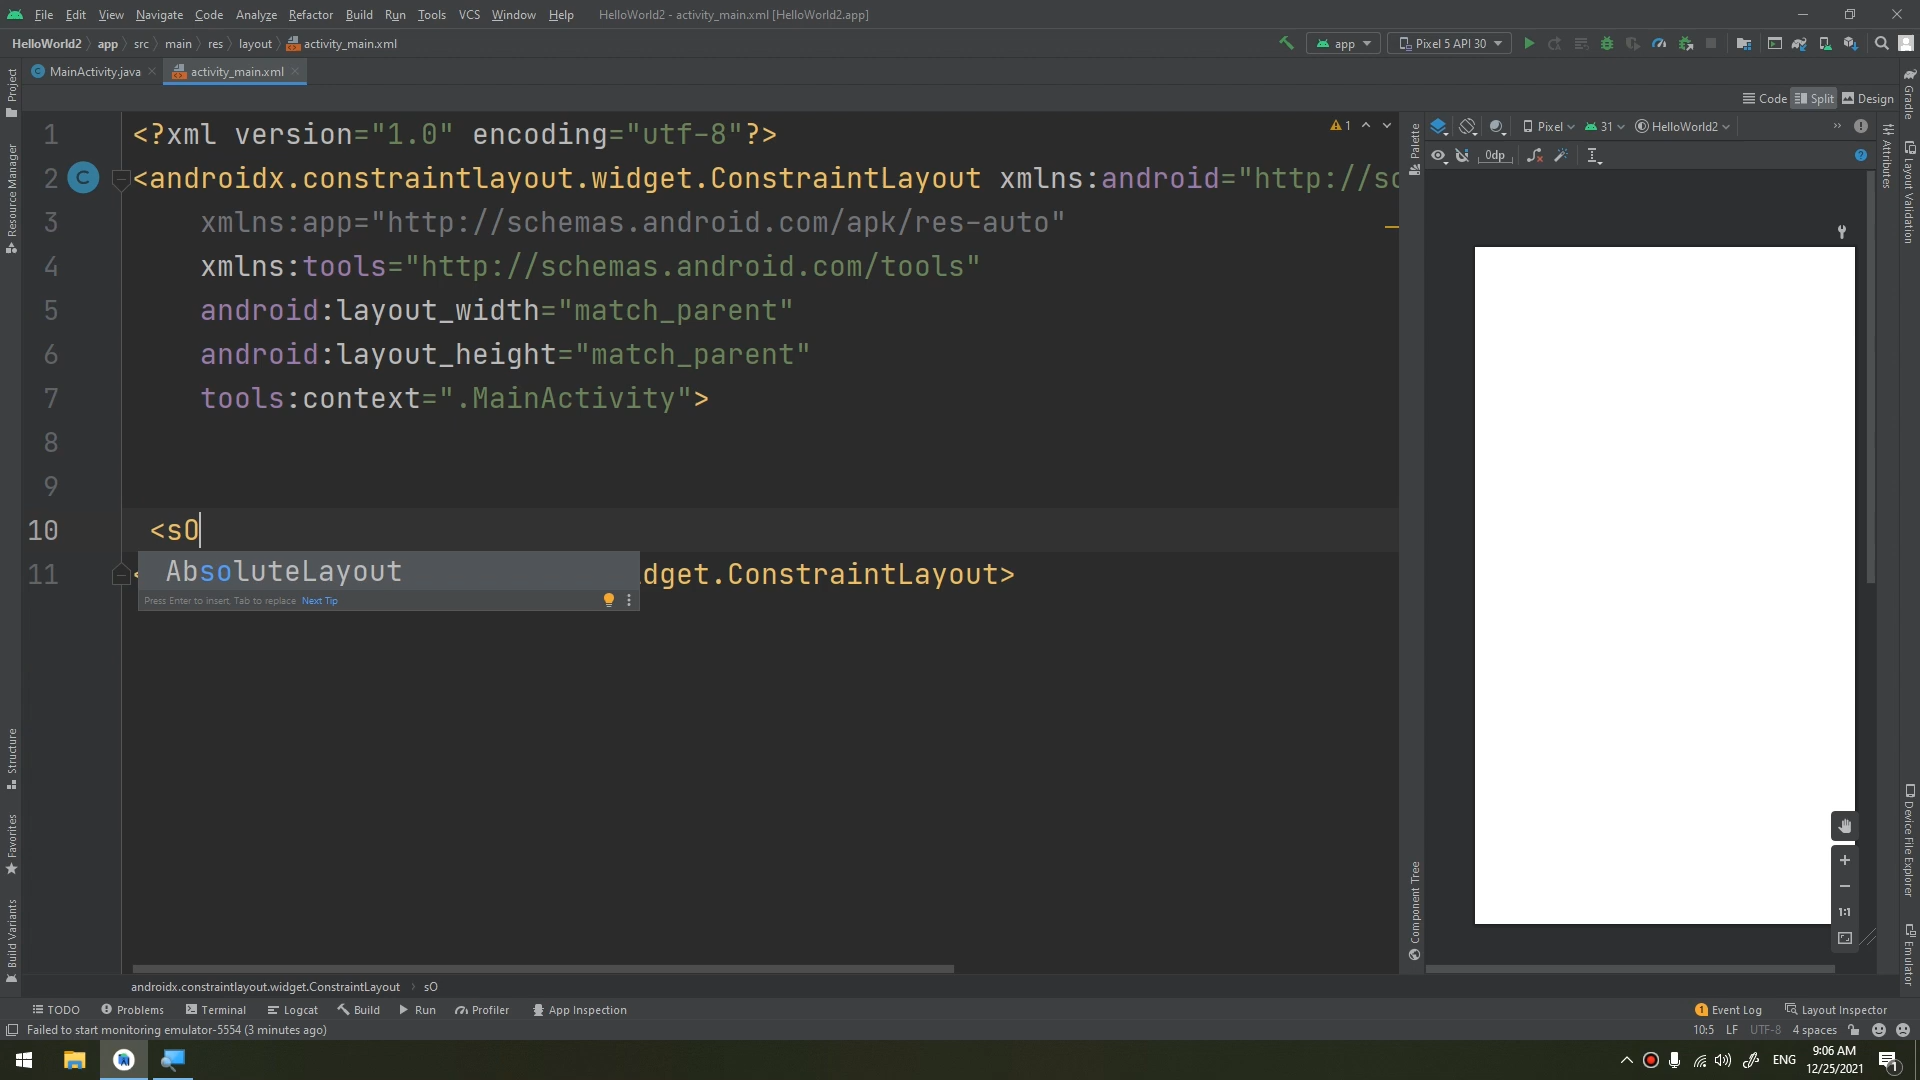 File Edit View Navigate Code Analyze Refactor Build Run Tools VCS Window Help HelloWorld2 - activity_main.xml [HelloWorld2.app]
HelloWorld2 app src main res layout activity_main.xml
app Pixel 5 API 30
MainActivity.java activity_main.xml
Code Split Design
1 <?xml version="1.0" encoding="utf-8"?>
2 <androidx.constraintlayout.widget.ConstraintLayout xmlns:android="http://sc
3 xmlns:app="http://schemas.android.com/apk/res-auto"
4 xmlns:tools="http://schemas.android.com/tools"
5 android:layout_width="match_parent"
6 android:layout_height="match_parent"
7 tools:context=".MainActivity">
8
9
10 <sO
11 < dget.ConstraintLayout>
AbsoluteLayout
Press Enter to insert, Tab to replace Next Tip
1
Pixel 31 HelloWorld2
0dp
1:1
Project
Resource Manager
Structure
Favorites
Build Variants
Palette
Component Tree
Attributes
Gradle
Layout Validation
Device File Explorer
Emulator
androidx.constraintlayout.widget.ConstraintLayout sO
TODO Problems Terminal Logcat Build Run Profiler App Inspection
1 Event Log Layout Inspector
Failed to start monitoring emulator-5554 (3 minutes ago)
10:5 LF UTF-8 4 spaces
ENG 9:06 AM
12/25/2021
1